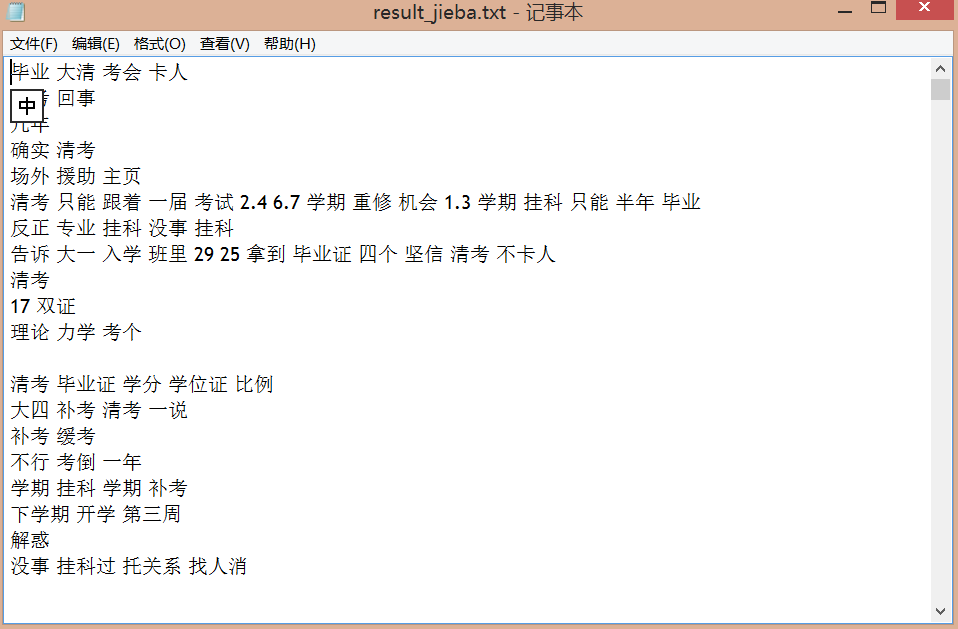 result_jieba.txt - 记事本
文件(F) 编辑(E) 格式(O) 查看(V) 帮助(H)
毕业 大清 考会 卡人
中 回事
几年
确实 清考
场外 援助 主页
清考 只能 跟着 一届 考试 2.4 6.7 学期 重修 机会 1.3 学期 挂科 只能 半年 毕业
反正 专业 挂科 没事 挂科
告诉 大一 入学 班里 29 25 拿到 毕业证 四个 坚信 清考 不卡人
清考
17 双证
理论 力学 考个
清考 毕业证 学分 学位证 比例
大四 补考 清考 一说
补考 缓考
不行 考倒 一年
学期 挂科 学期 补考
下学期 开学 第三周
解惑
没事 挂科过 托关系 找人消